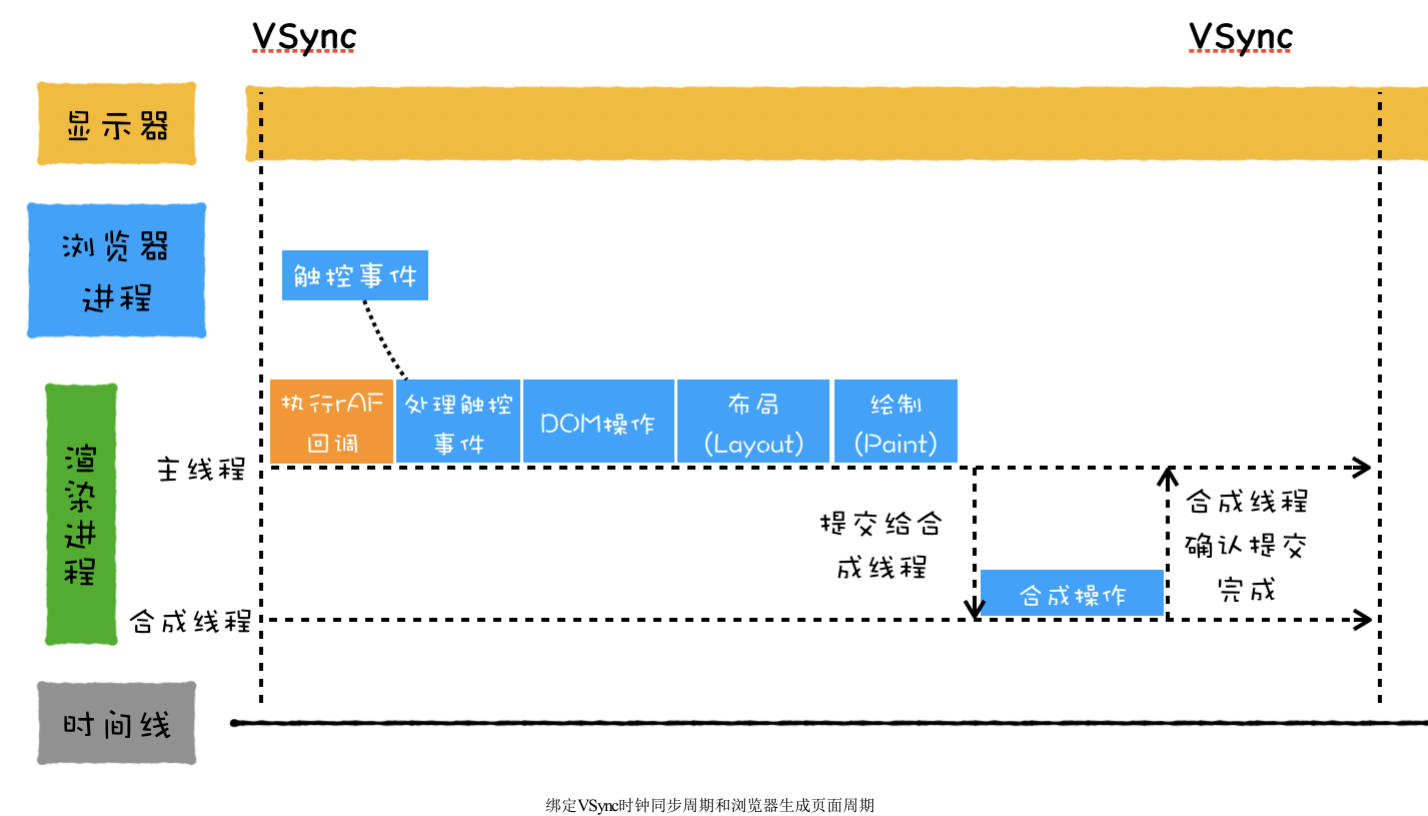 VSync
VSync
显示器
浏览器
进程
触控事件
执行rAF
回调
处理触控
事件
DOM操作
布局
(Layout)
绘制
(Paint)
渲
染
进
程
主线程
提交给合
成线程
合成线程
确认提交
完成
合成操作
合成线程
时间线
绑定VSync时钟同步周期和浏览器生成页面周期